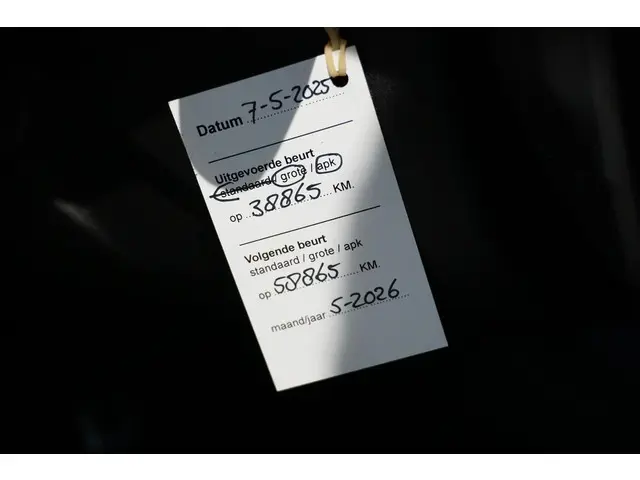 Datum 7-5-2025
Uitgevoerde beurt
standaard / grote / apk
op 38865 KM.
Volgende beurt
standaard / grote / apk
op 58865 KM.
maand/jaar 5-2026